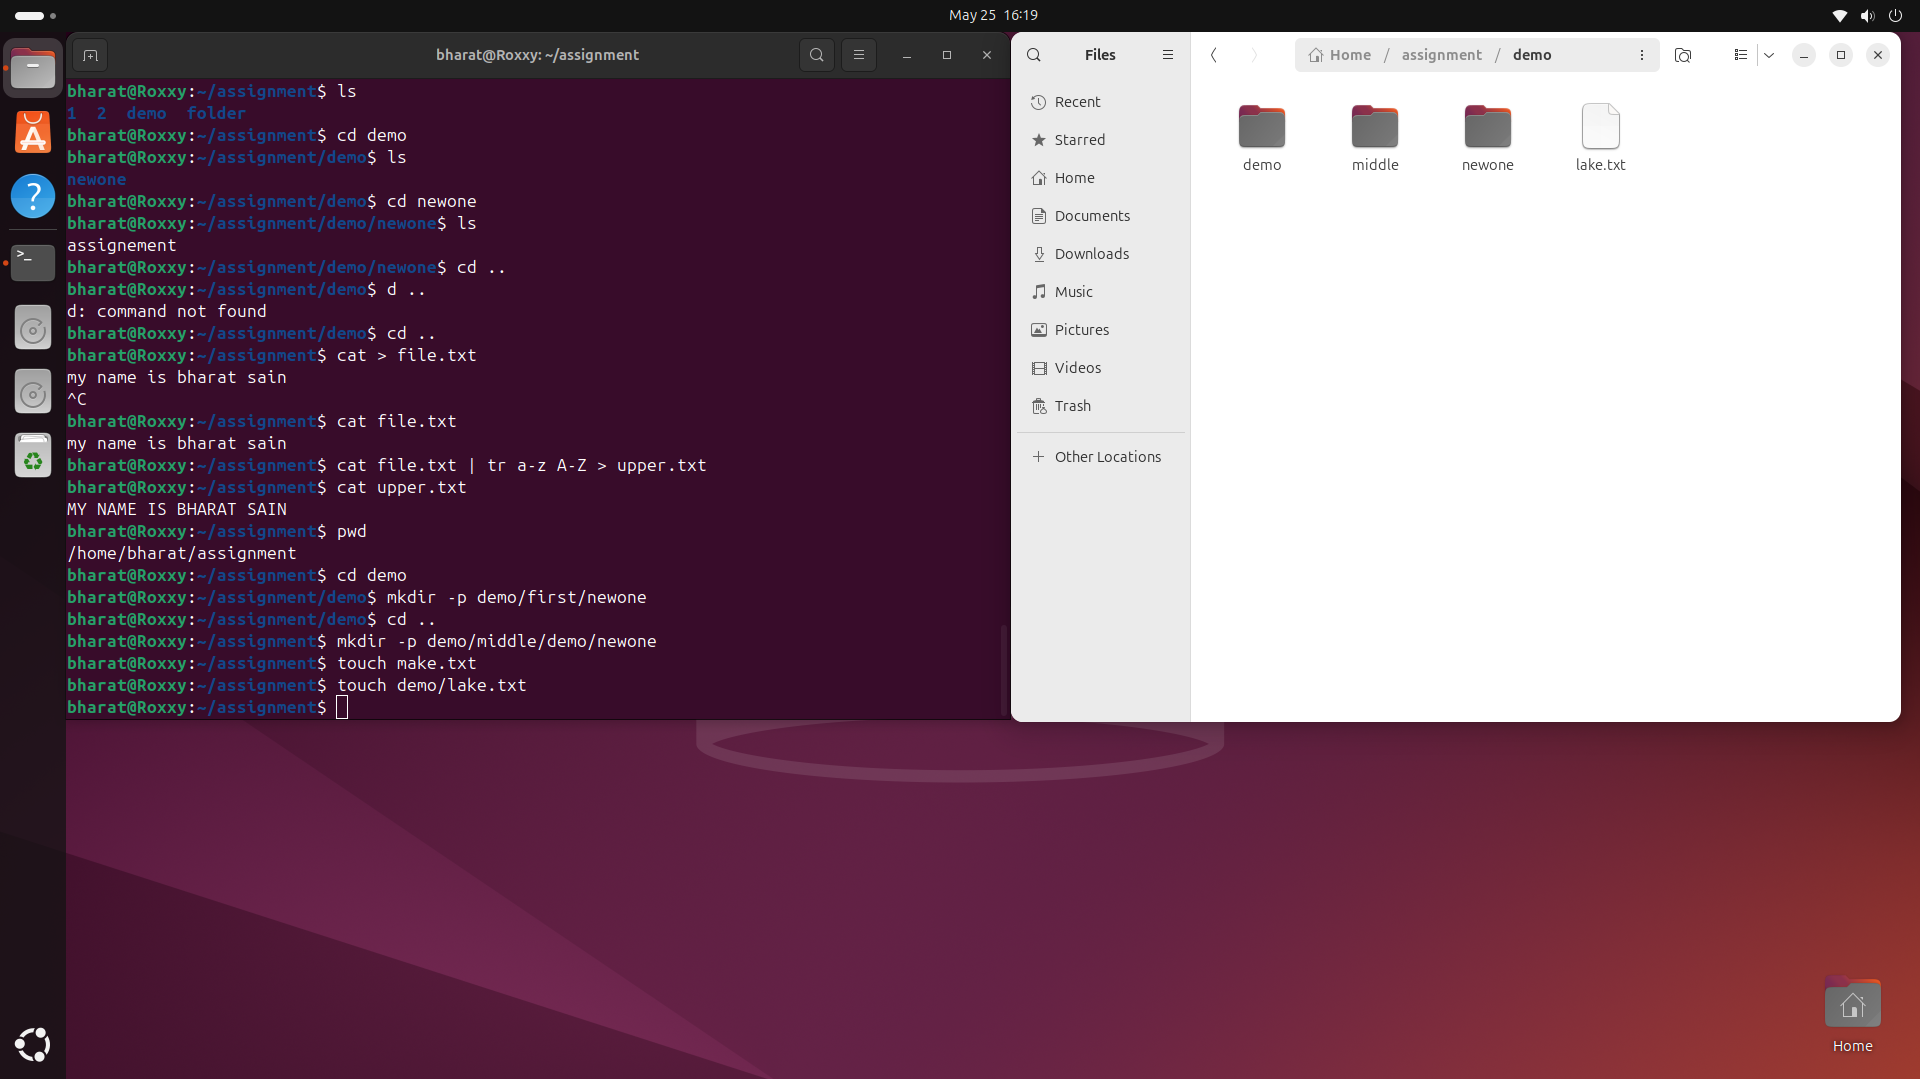 May 25 16:19
bharat@Roxxy: ~/assignment
bharat@Roxxy:~/assignment$ ls
1 2 demo folder
bharat@Roxxy:~/assignment$ cd demo
bharat@Roxxy:~/assignment/demo$ ls
newone
bharat@Roxxy:~/assignment/demo$ cd newone
bharat@Roxxy:~/assignment/demo/newone$ ls
assignement
bharat@Roxxy:~/assignment/demo/newone$ cd ..
bharat@Roxxy:~/assignment/demo$ d ..
d: command not found
bharat@Roxxy:~/assignment/demo$ cd ..
bharat@Roxxy:~/assignment$ cat > file.txt
my name is bharat sain
^C
bharat@Roxxy:~/assignment$ cat file.txt
my name is bharat sain
bharat@Roxxy:~/assignment$ cat file.txt | tr a-z A-Z > upper.txt
bharat@Roxxy:~/assignment$ cat upper.txt
MY NAME IS BHARAT SAIN
bharat@Roxxy:~/assignment$ pwd
/home/bharat/assignment
bharat@Roxxy:~/assignment$ cd demo
bharat@Roxxy:~/assignment/demo$ mkdir -p demo/first/newone
bharat@Roxxy:~/assignment/demo$ cd ..
bharat@Roxxy:~/assignment$ mkdir -p demo/middle/demo/newone
bharat@Roxxy:~/assignment$ touch make.txt
bharat@Roxxy:~/assignment$ touch demo/lake.txt
bharat@Roxxy:~/assignment$
Files
Recent
Starred
Home
Documents
Downloads
Music
Pictures
Videos
Trash
Other Locations
Home / assignment / demo
demo
middle
newone
lake.txt
Home